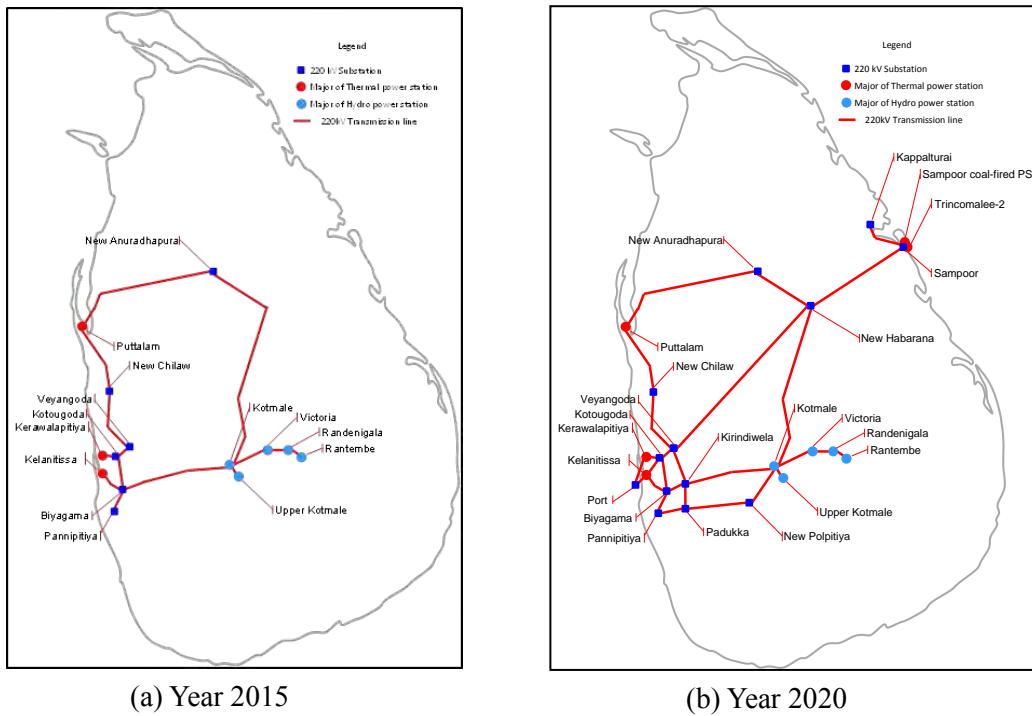 Legend
220 kV Substation
Major of Thermal power station
Major of Hydro power station
220kV Transmission line
New Anuradhapura
Puttalam
New Chilaw
Veyangoda
Kotougoda
Kerawalapitiya
Kelanitissa
Biyagama
Pannipitiya
Kotmale
Victoria
Randenigala
Rantembe
Upper Kotmale
(a) Year 2015
Legend
220 kV Substation
Major of Thermal power station
Major of Hydro power station
220kV Transmission line
Kappalturai
Sampoor coal-fired PS
Trincomalee-2
New Anuradhapura
Sampoor
New Habarana
Puttalam
New Chilaw
Veyangoda
Kotougoda
Kerawalapitiya
Kirindiwela
Kotmale
Victoria
Randenigala
Rantembe
Kelanitissa
Port
Biyagama
Pannipitiya
Padukka
New Polpitiya
Upper Kotmale
(b) Year 2020